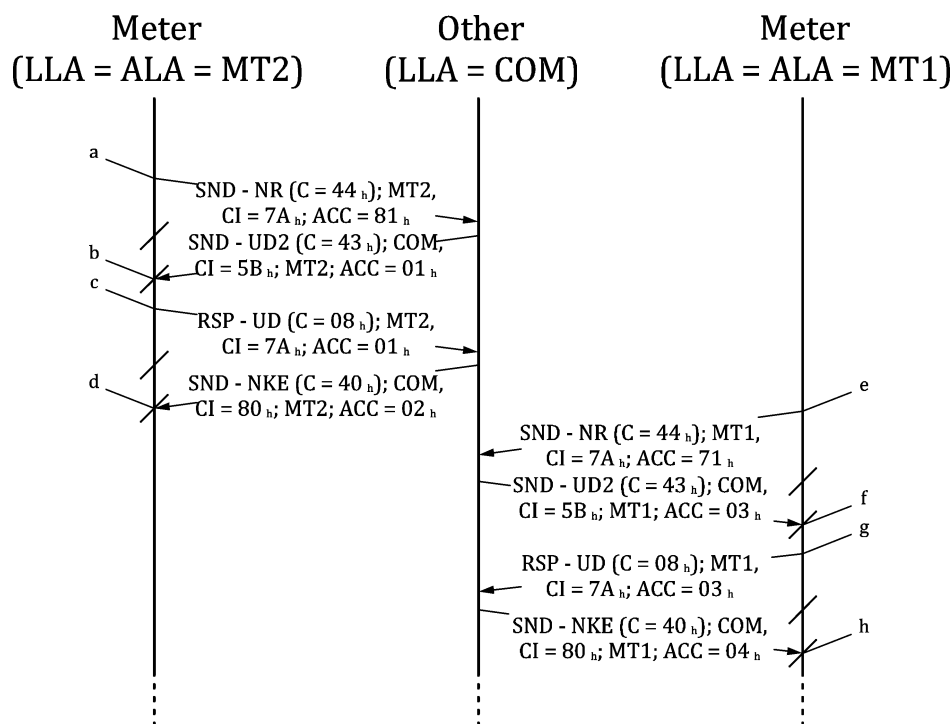 Meter
(LLA = ALA = MT2)
Other
(LLA = COM)
Meter
(LLA = ALA = MT1)
a
SND - NR (C = 44 h); MT2,
CI = 7A h; ACC = 81 h
SND - UD2 (C = 43 h); COM,
b
CI = 5B h; MT2; ACC = 01 h
c
RSP - UD (C = 08 h); MT2,
CI = 7A h; ACC = 01 h
d
SND - NKE (C = 40 h); COM,
CI = 80 h; MT2; ACC = 02 h
e
SND - NR (C = 44 h); MT1,
CI = 7A h; ACC = 71 h
SND - UD2 (C = 43 h); COM,
f
CI = 5B h; MT1; ACC = 03 h
g
RSP - UD (C = 08 h); MT1,
CI = 7A h; ACC = 03 h
SND - NKE (C = 40 h); COM,
h
CI = 80 h; MT1; ACC = 04 h